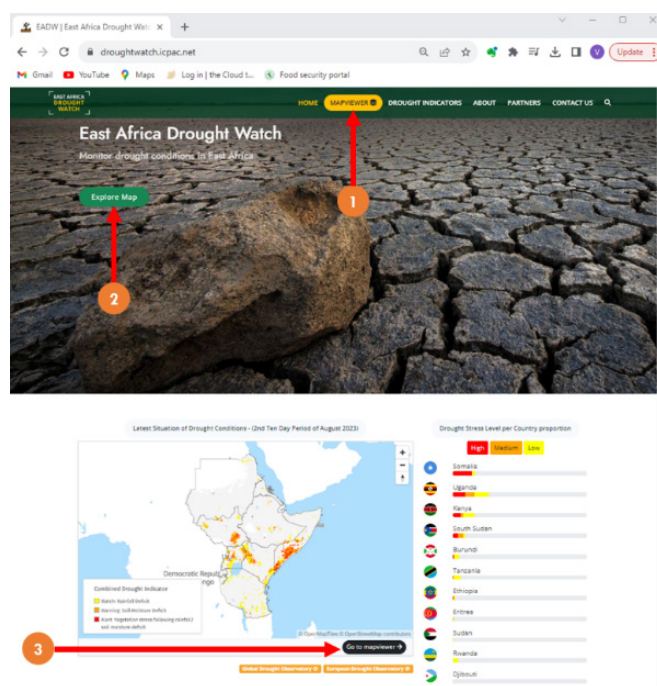 EADW | East Africa Drought Watc
droughtwatch.icpac.net
Update
Gmail
YouTube
Maps
Log in | the Cloud t...
Food security portal
EAST AFRICA
DROUGHT
WATCH
HOME MAPVIEWER DROUGHT INDICATORS ABOUT PARTNERS CONTACT US
East Africa Drought Watch
Monitor drought conditions in East Africa
Explore Map
1
2
Latest Situation of Drought Conditions - (2nd Ten Day Period of August 2023)
Drought Stress Level per Country proportion
High Medium Low
Somalia
Uganda
Kenya
South Sudan
Burundi
Tanzania
Ethiopia
Eritrea
Sudan
Rwanda
Djibouti
Democratic Republ
ngo
Combined Drought Indicator
Watch: Rainfall Deficit
Warning: Soil Moisture Deficit
Alert: Vegetation stress following rainfall /
soil moisture deficit
© OpenMapTiles © OpenStreetMap contributors
3
Go to mapviewer
Global Drought Observatory
European Drought Observatory